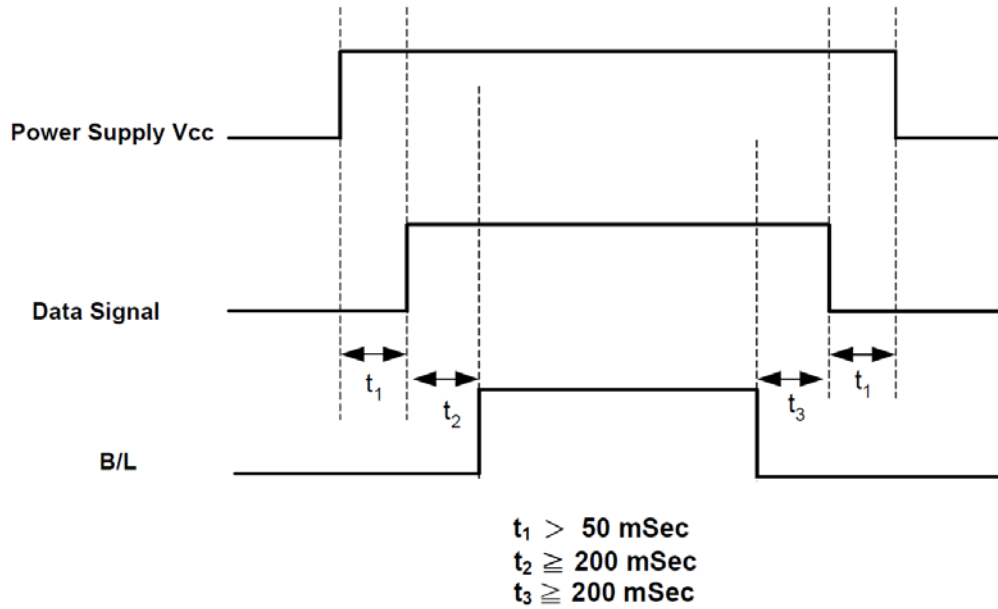 Power Supply Vcc
Data Signal
t₁
t₂
t₃
t₁
B/L
t₁ > 50 mSec
t₂ ≧ 200 mSec
t₃ ≧ 200 mSec